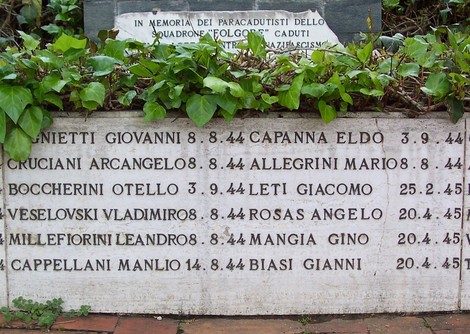 IN MEMORIA DEI PARACADUTISTI DELLO
SQUADRONE "FOLGORE" CADUTI
NAZIFASCISMO
GIOVANNI 8.8.44 CAPANNA ELDO 3.9.44
CRUCIANI ARCANGELO 8.8.44 ALLEGRINI MARIO 8.8.44
BOCCHERINI OTELLO 3.9.44 LETI GIACOMO 25.2.45
VESELOVSKI VLADIMIRO 8.8.44 ROSAS ANGELO 20.4.45
MILLEFIORINI LEANDRO 8.8.44 MANGIA GINO 20.4.45
CAPPELLANI MANLIO 14.8.44 BIASI GIANNI 20.4.45